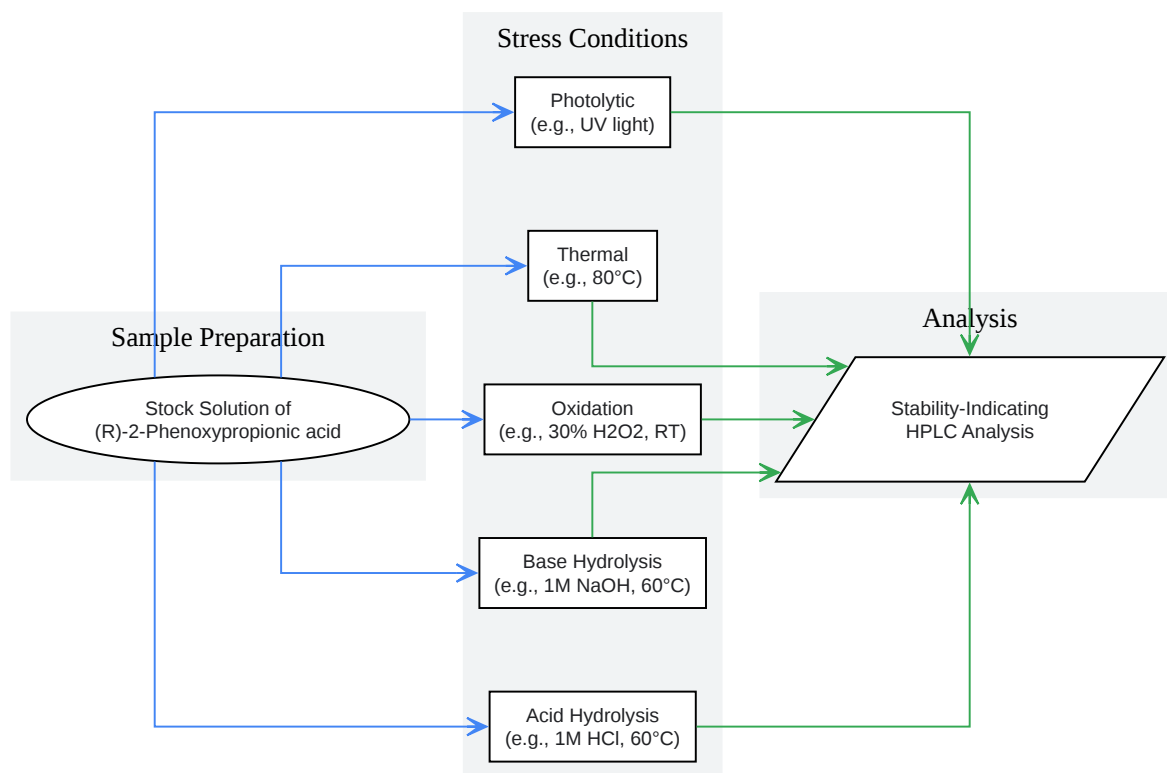 Stress Conditions
Photolytic
(e.g., UV light)
Thermal
(e.g., 80°C)
Sample Preparation
Stock Solution of
(R)-2-Phenoxypropionic acid
Oxidation
(e.g., 30% H2O2, RT)
Base Hydrolysis
(e.g., 1M NaOH, 60°C)
Acid Hydrolysis
(e.g., 1M HCl, 60°C)
Analysis
Stability-Indicating
HPLC Analysis